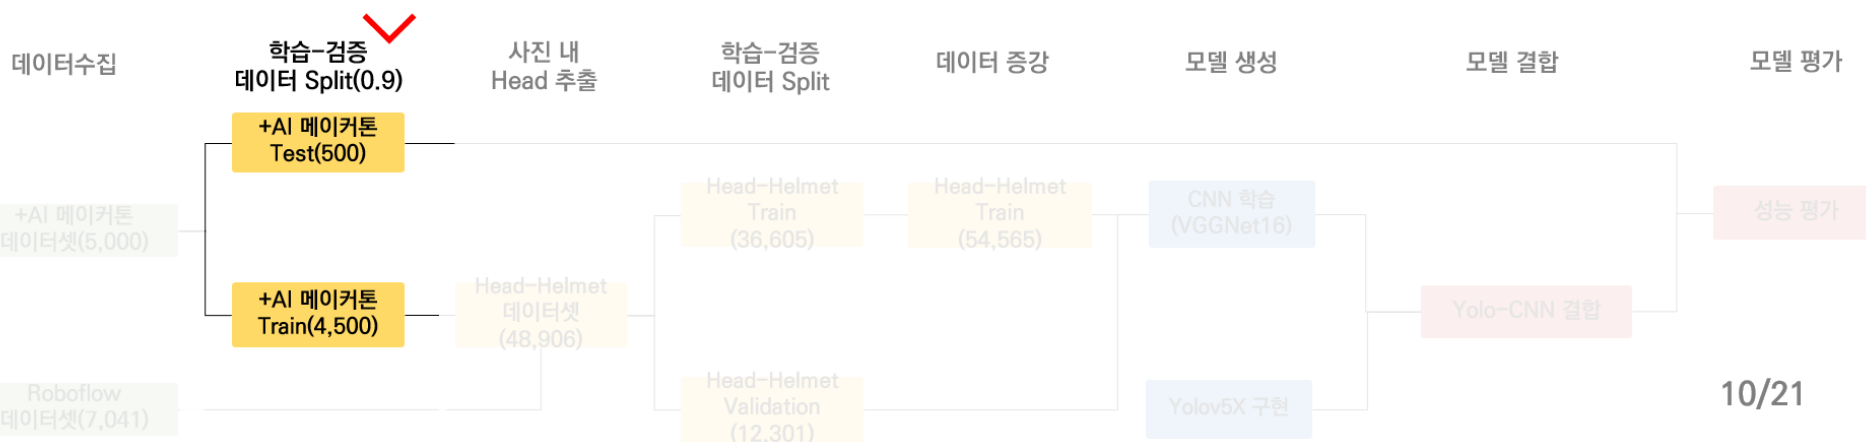 데이터수집
학습-검증
데이터 Split(0.9)
사진 내
Head 추출
학습-검증
데이터 Split
데이터 증강
모델 생성
모델 결합
모델 평가
+AI 메이커톤
Test(500)
+AI 메이커톤
데이터셋(5,000)
+AI 메이커톤
Train(4,500)
Roboflow
데이터셋(7,041)
Head-Helmet
데이터셋
(48,906)
Head-Helmet
Train
(36,605)
Head-Helmet
Validation
(12,301)
Head-Helmet
Train
(54,565)
CNN 학습
(VGGNet16)
Yolov5X 구현
Yolo-CNN 결합
성능 평가
10/21